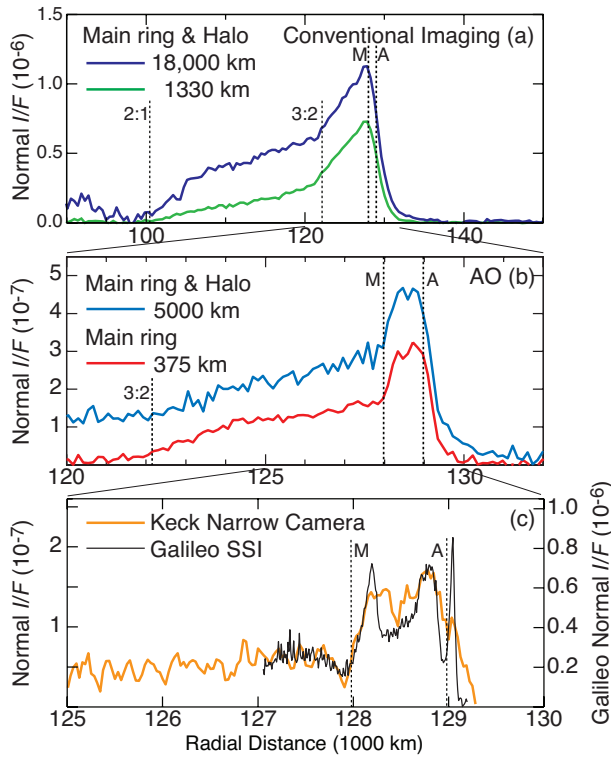 Main ring & Halo
Conventional Imaging (a)
18,000 km
M A
1330 km
2:1
3:2
Normal I/F (10⁻⁶)
1.0
0.5
0.0
100 120 140
Main ring & Halo
AO (b)
M A
5000 km
Main ring
375 km
3:2
Normal I/F (10⁻⁷)
5
4
3
2
1
120 125 130
Keck Narrow Camera
(c)
Galileo SSI
M A
Normal I/F (10⁻⁷)
2
1
1.0
0.8
0.6
0.4
0.2
Galileo Normal I/F (10⁻⁶)
125 126 127 128 129 130
Radial Distance (1000 km)